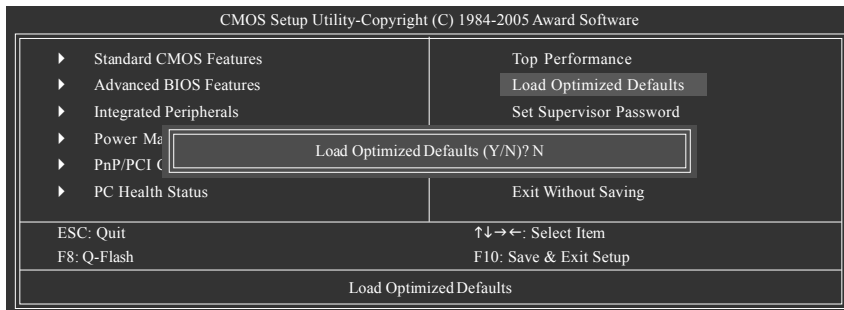 CMOS Setup Utility-Copyright (C) 1984-2005 Award Software
Standard CMOS Features
Advanced BIOS Features
Integrated Peripherals
Power Ma
PnP/PCI
PC Health Status
Top Performance
Load Optimized Defaults
Set Supervisor Password
Exit Without Saving
Load Optimized Defaults (Y/N)? N
ESC: Quit
↑↓→←: Select Item
F8: Q-Flash
F10: Save & Exit Setup
Load Optimized Defaults